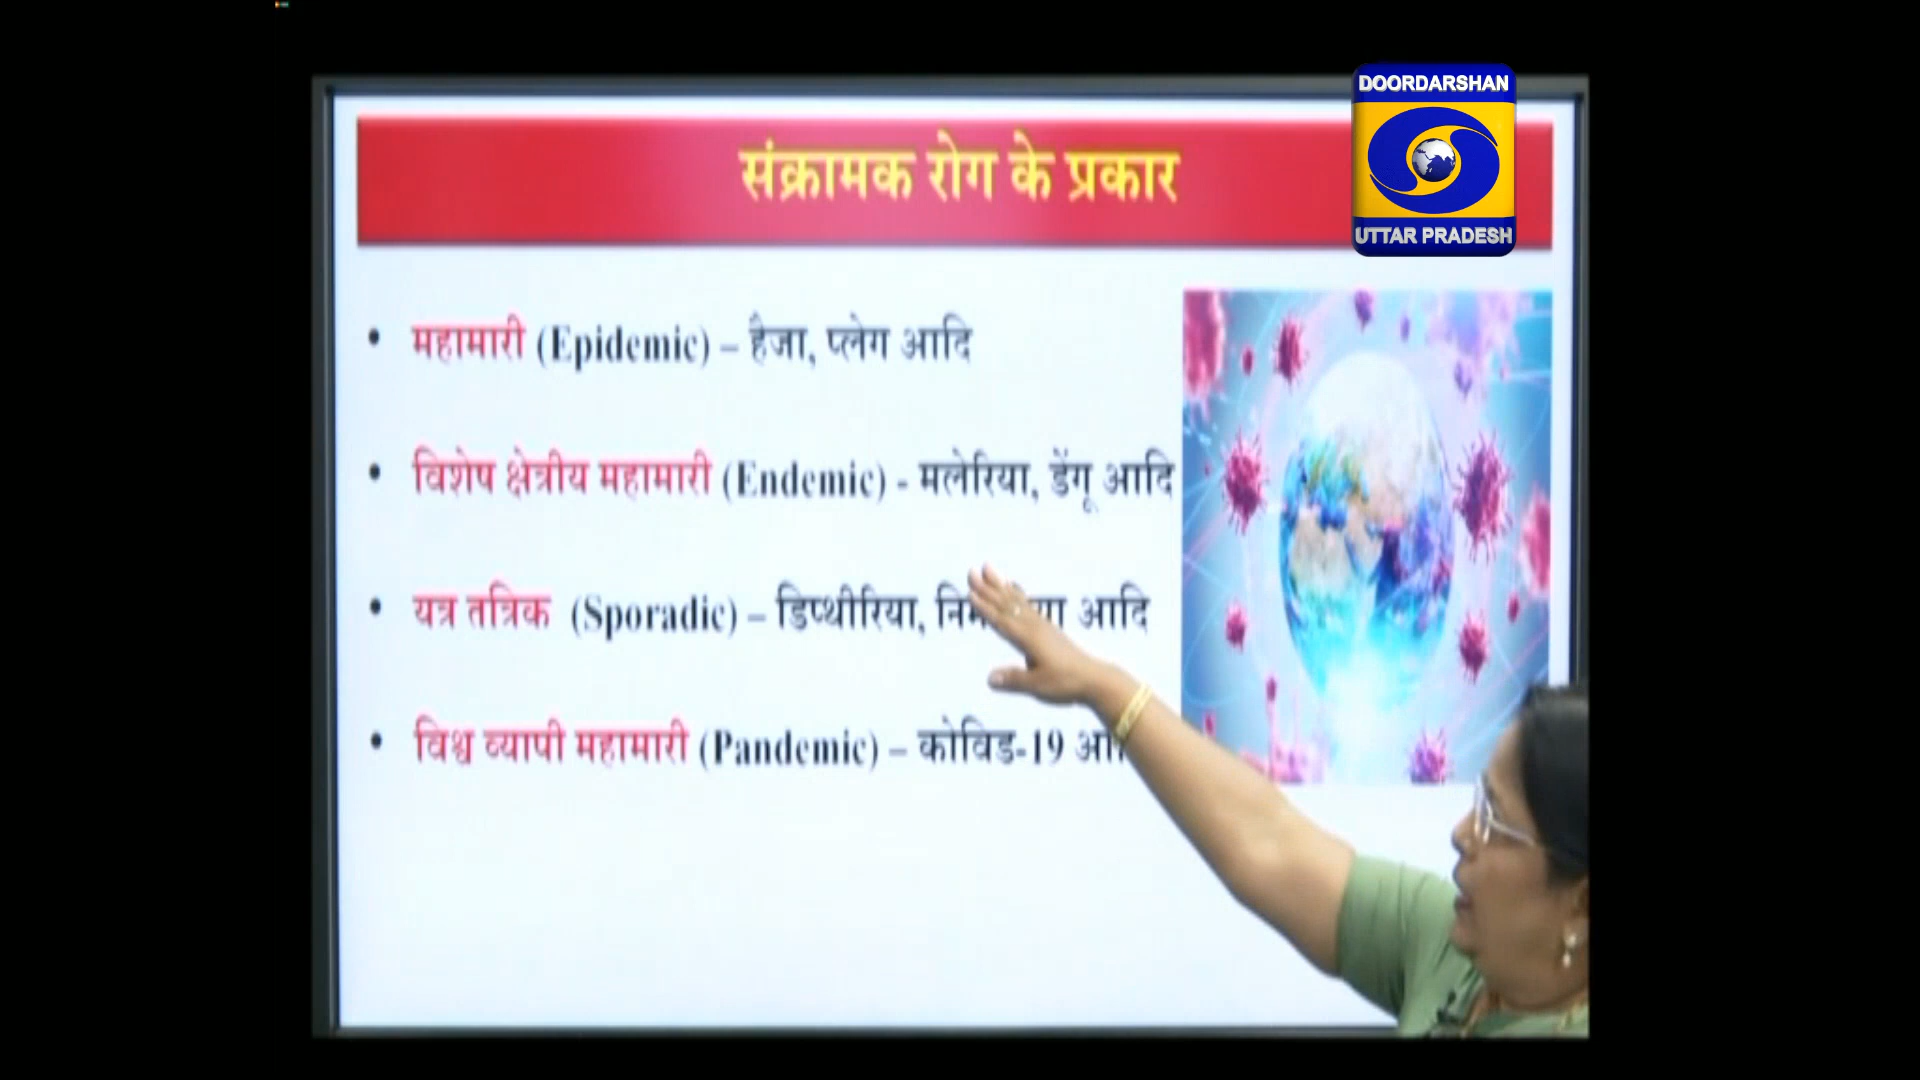 DOORDARSHAN
UTTAR PRADESH
संक्रामक रोग के प्रकार
• महामारी (Epidemic) – हैजा, प्लेग आदि
• विशेष क्षेत्रीय महामारी (Endemic) - मलेरिया, डेंगू आदि
• यत्र तत्रिक (Sporadic) – डिप्थीरिया, आदि
• विश्व व्यापी महामारी (Pandemic) – कोविड-19